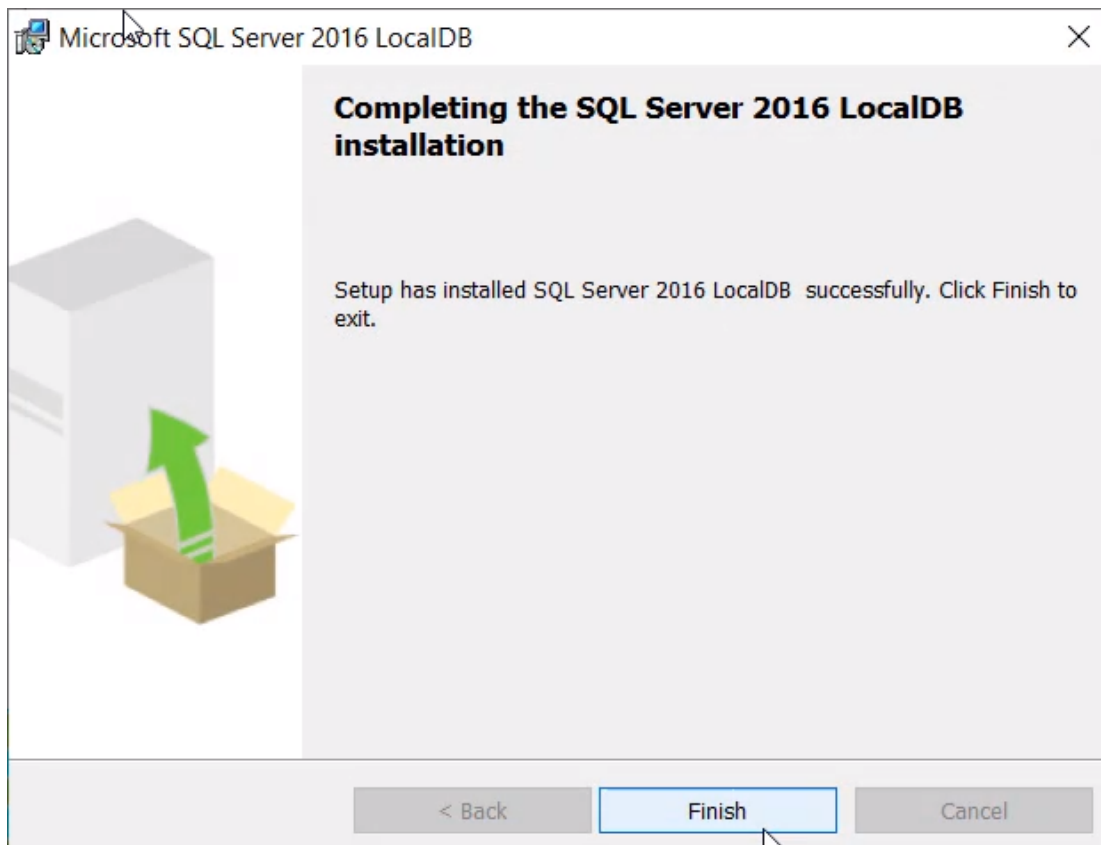 Microsoft SQL Server 2016 LocalDB
Completing the SQL Server 2016 LocalDB
installation
Setup has installed SQL Server 2016 LocalDB  successfully. Click Finish to
exit.
< Back
Finish
Cancel